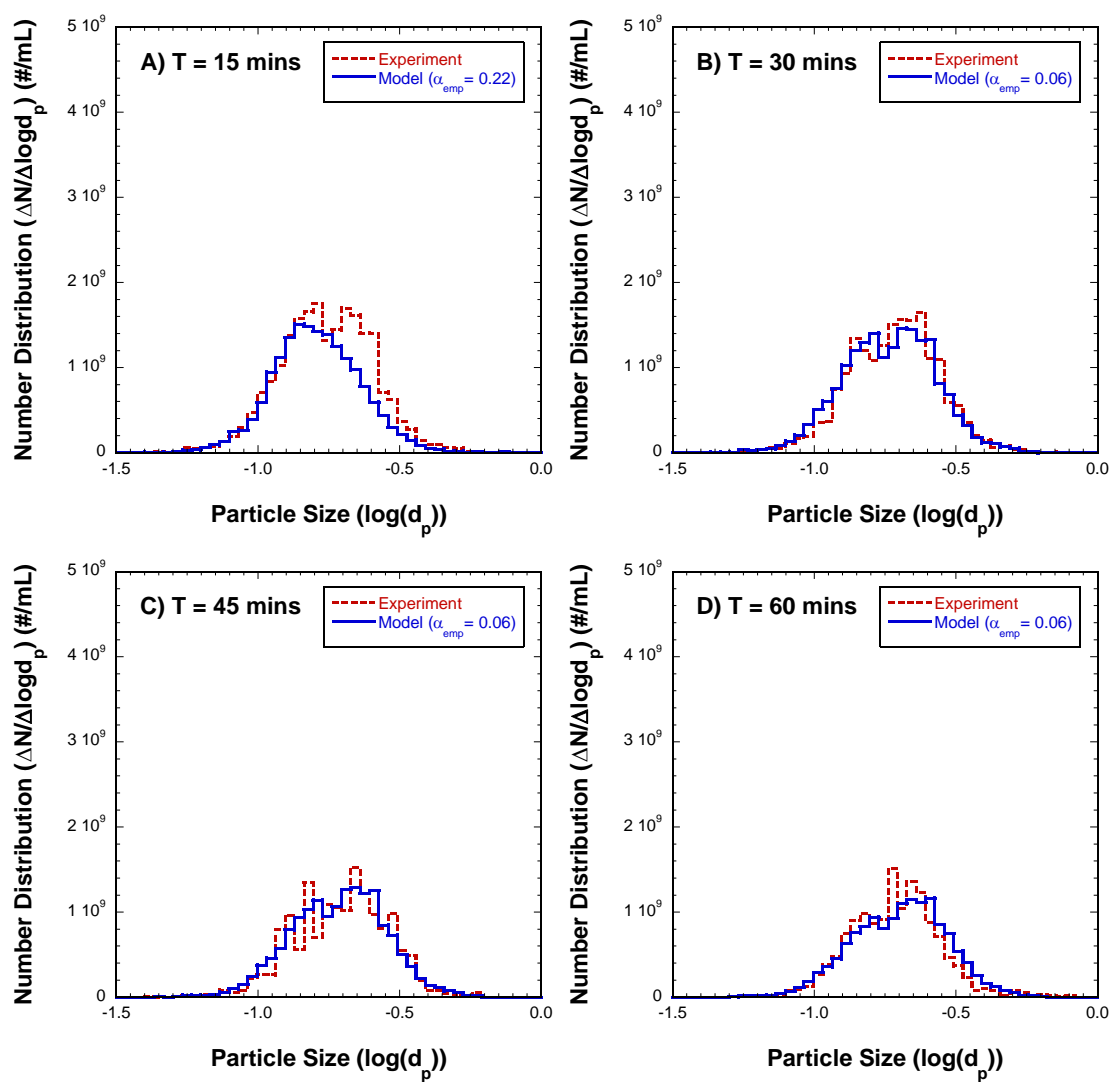 A) T = 15 mins
Experiment
Model (α_emp= 0.22)
Number Distribution (ΔN/Δlogd_p) (#/mL)
5 10^9
4 10^9
3 10^9
2 10^9
1 10^9
0
-1.5
-1.0
-0.5
0.0
Particle Size (log(d_p))
B) T = 30 mins
Experiment
Model (α_emp= 0.06)
Number Distribution (ΔN/Δlogd_p) (#/mL)
5 10^9
4 10^9
3 10^9
2 10^9
1 10^9
0
-1.5
-1.0
-0.5
0.0
Particle Size (log(d_p))
C) T = 45 mins
Experiment
Model (α_emp= 0.06)
Number Distribution (ΔN/Δlogd_p) (#/mL)
5 10^9
4 10^9
3 10^9
2 10^9
1 10^9
0
-1.5
-1.0
-0.5
0.0
Particle Size (log(d_p))
D) T = 60 mins
Experiment
Model (α_emp= 0.06)
Number Distribution (ΔN/Δlogd_p) (#/mL)
5 10^9
4 10^9
3 10^9
2 10^9
1 10^9
0
-1.5
-1.0
-0.5
0.0
Particle Size (log(d_p))